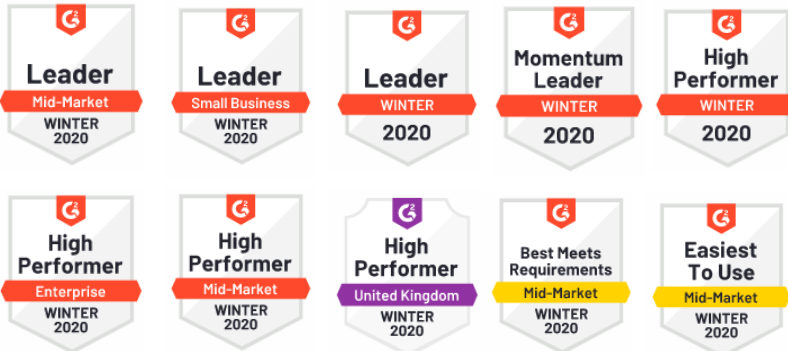 G2
Leader
Mid-Market
WINTER
2020
G2
Leader
Small Business
WINTER
2020
G2
Leader
WINTER
2020
G2
Momentum
Leader
WINTER
2020
G2
High
Performer
WINTER
2020
G2
High
Performer
Enterprise
WINTER
2020
G2
High
Performer
Mid-Market
WINTER
2020
G2
High
Performer
United Kingdom
WINTER
2020
G2
Best Meets
Requirements
Mid-Market
WINTER
2020
G2
Easiest
To Use
Mid-Market
WINTER
2020